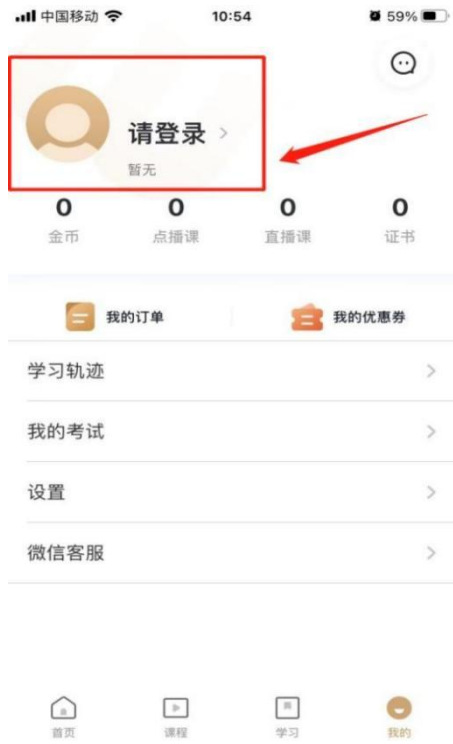 中国移动 10:54 59%
请登录
暂无
0 0 0 0
金币 点播课 直播课 证书
我的订单 我的优惠券
学习轨迹
我的考试
设置
微信客服
首页 课程 学习 我的